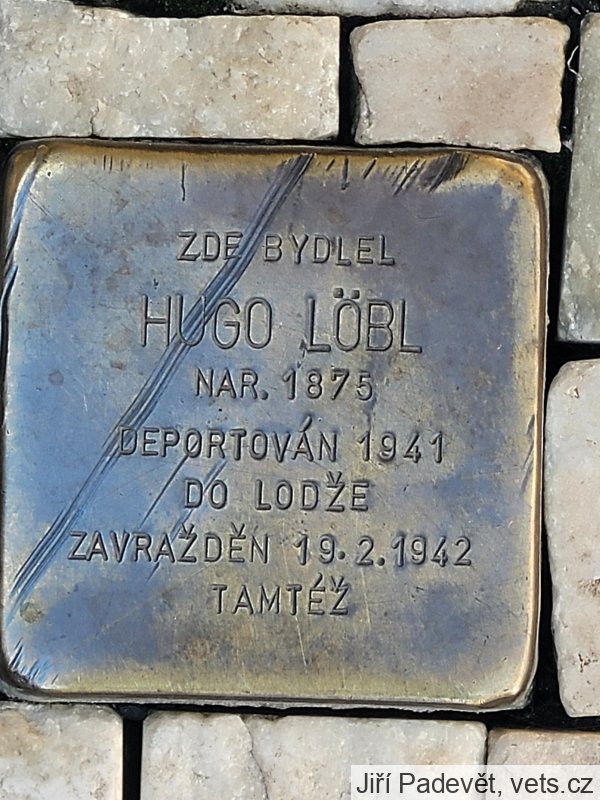 ZDE BYDLEL
HUGO LÖBL
NAR. 1875
DEPORTOVÁN 1941
DO LODŽE
ZAVRAŽDĚN 19.2.1942
TAMTÉŽ
Jiří Padevět, vets.cz